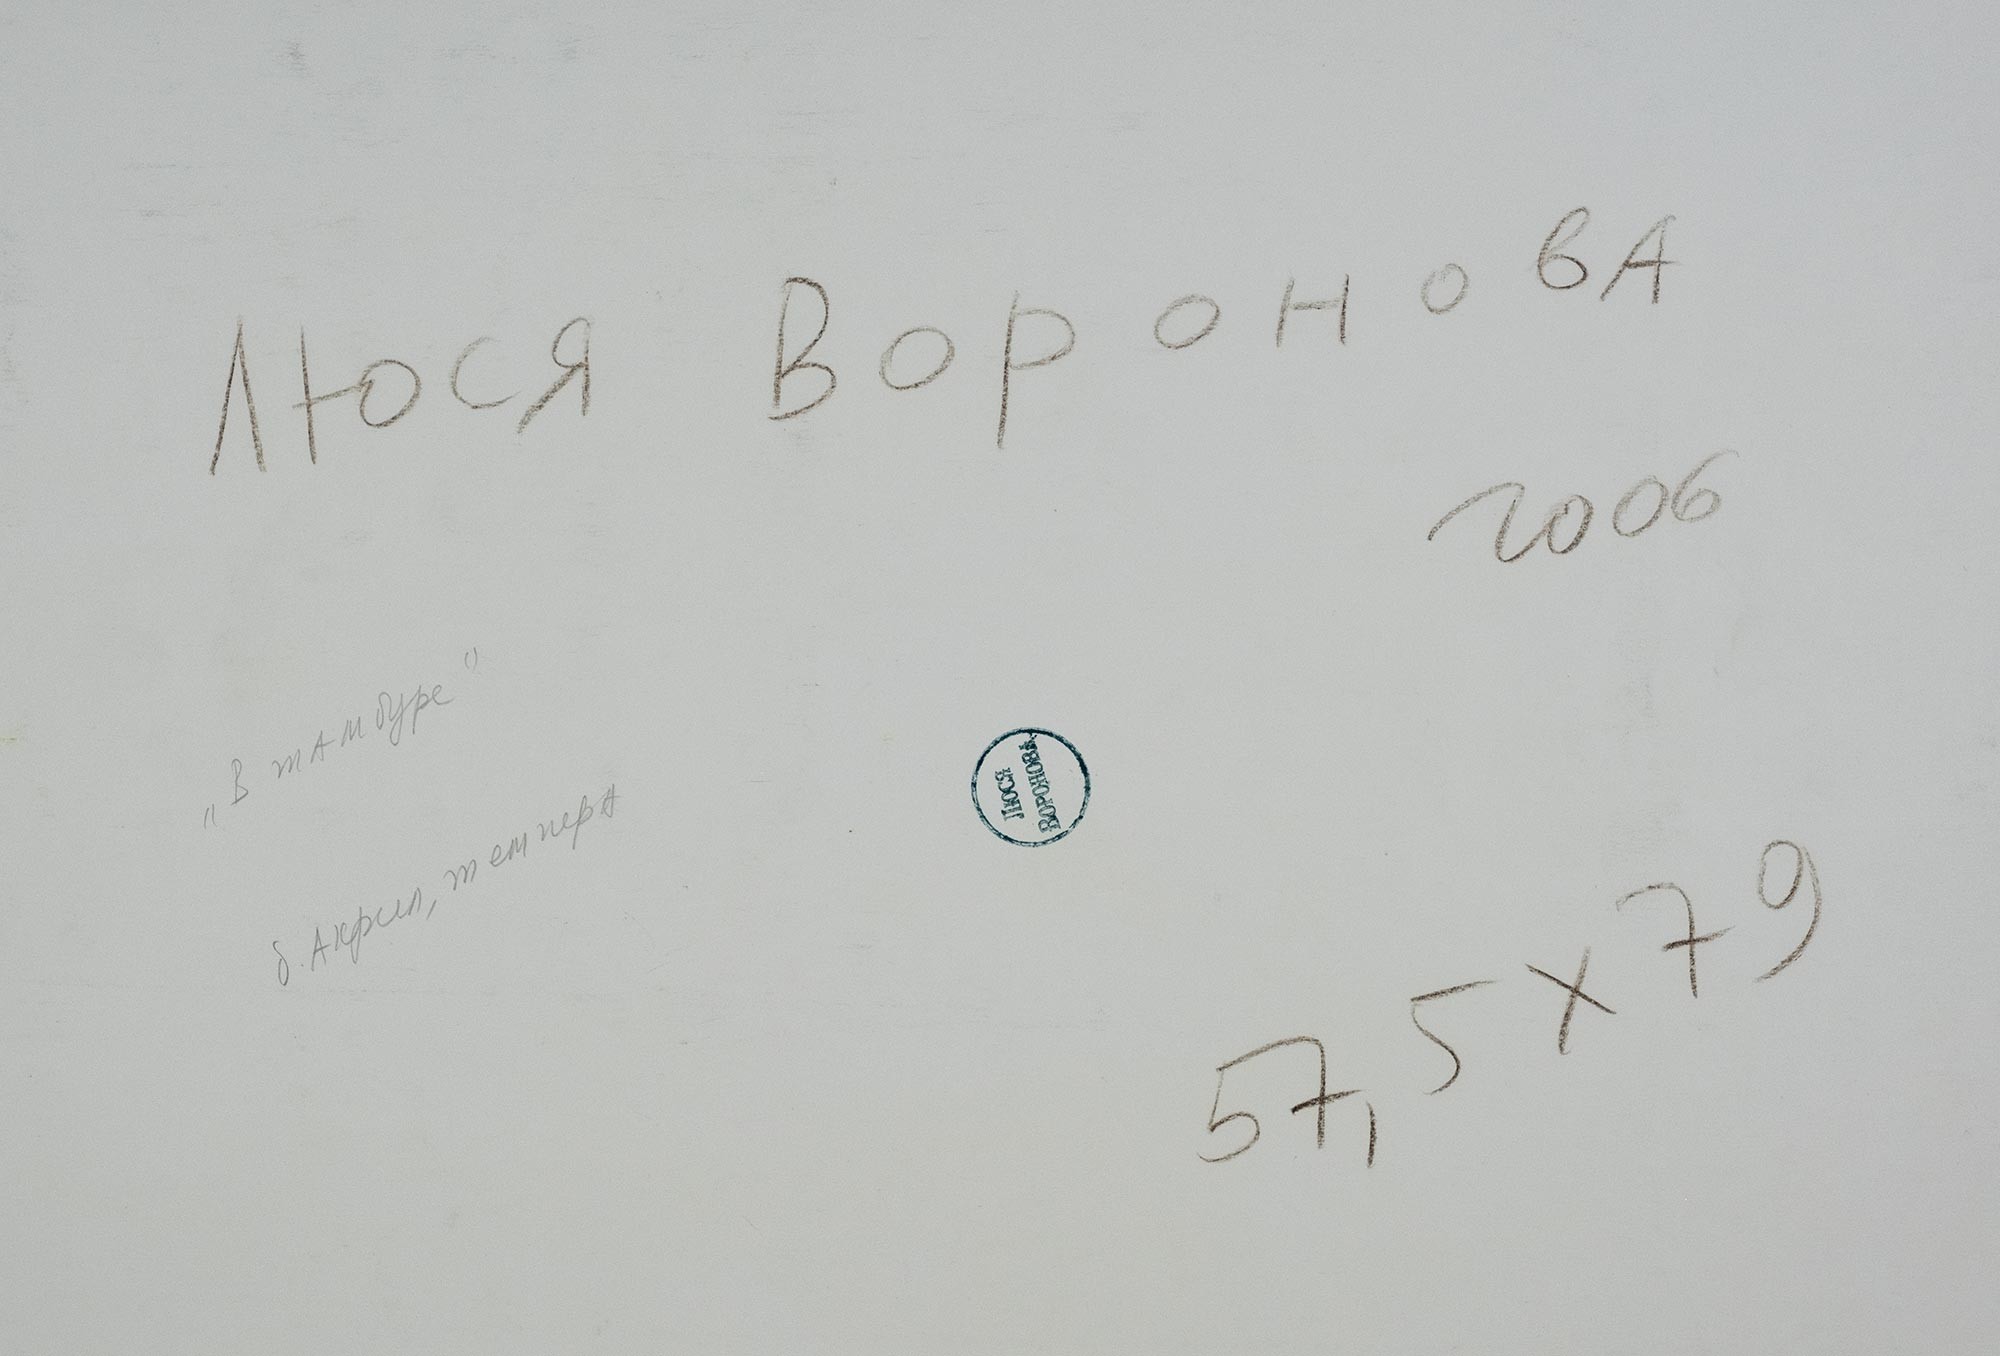 Люся ВороновА
2006
„В тАмбуре"
б. Акрил, темперА
Люся
Воронова
57,5 x 79